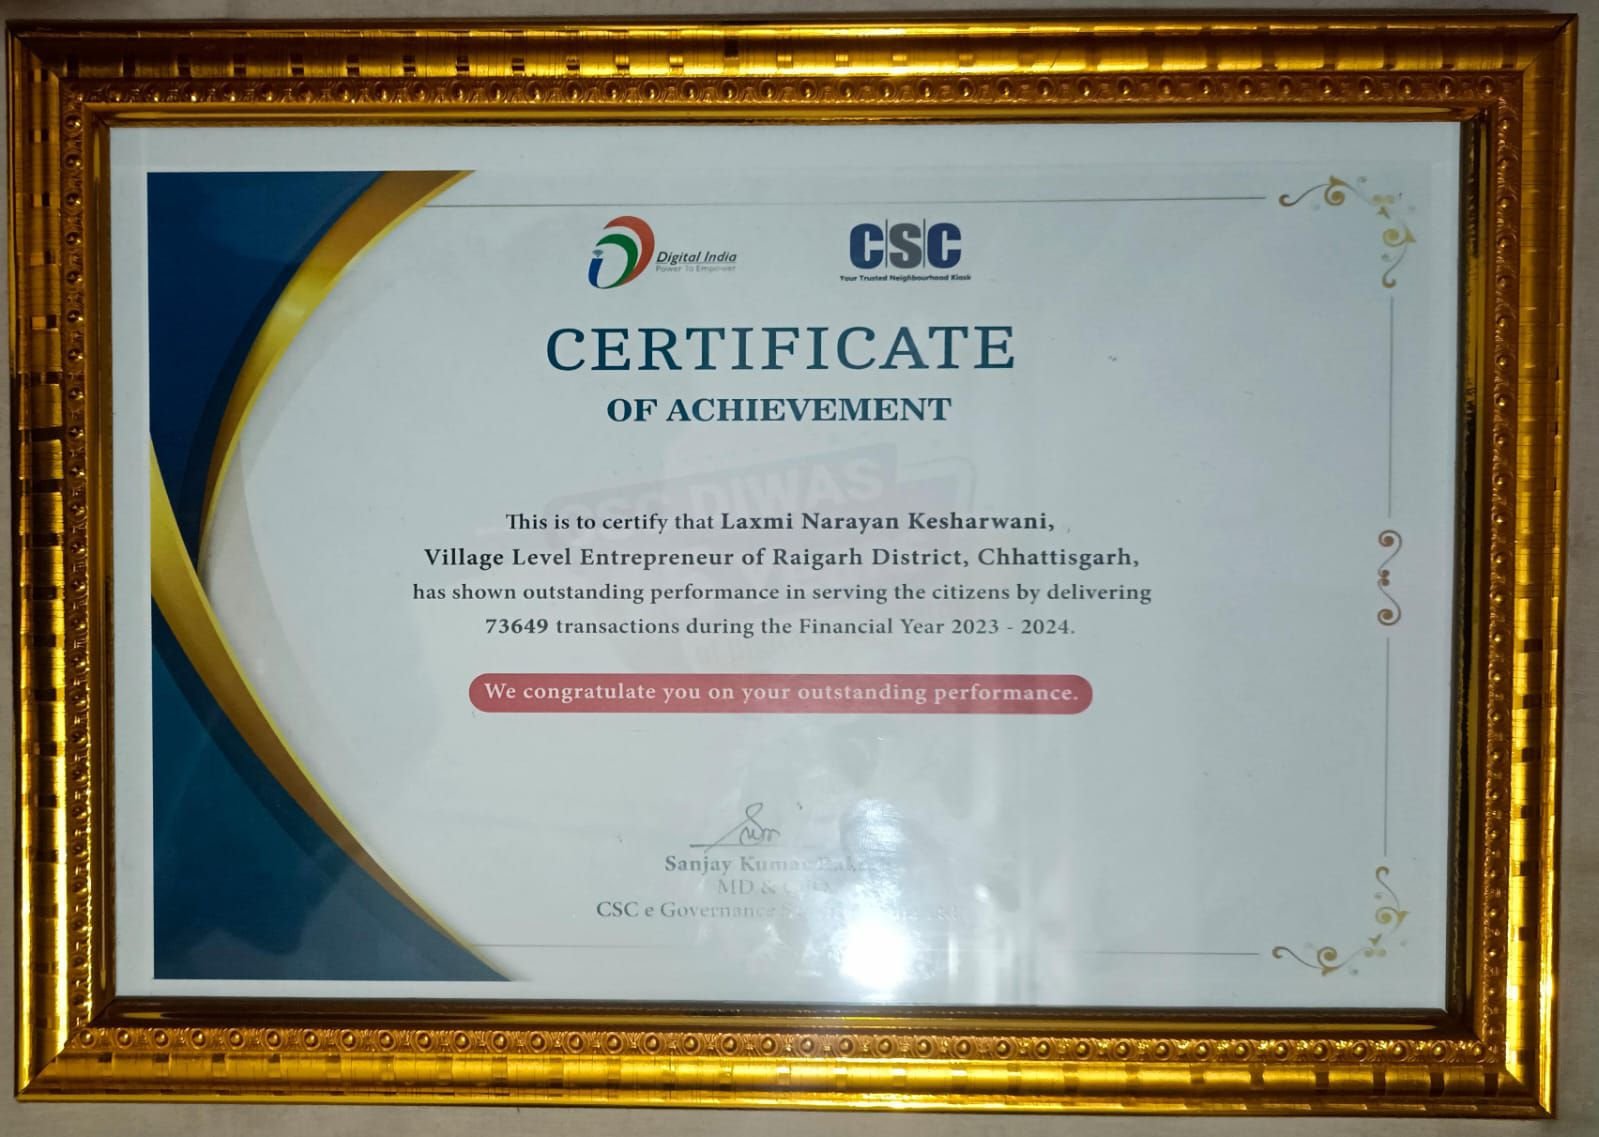 Digital India
Power To Empower
CSC
Your Trusted Neighbourhood Kiosk
CERTIFICATE
OF ACHIEVEMENT
CSC DIWAS
This is to certify that Laxmi Narayan Kesharwani,
Village Level Entrepreneur of Raigarh District, Chhattisgarh,
has shown outstanding performance in serving the citizens by delivering
73649 transactions during the Financial Year 2023 - 2024.
We congratulate you on your outstanding performance.
Sanjay Kumar
MD &
CSC e Governance